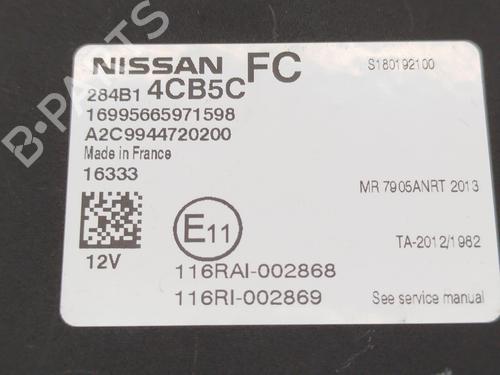 NISSAN FC
S180192100
284B1 4CB5C
16995665971598
A2C9944720200
Made in France
16333
MR 7905ANRT 2013
E11
TA-2012/1982
12V
116RAI-002868
116RI-002869
See service manual
B-PARTS